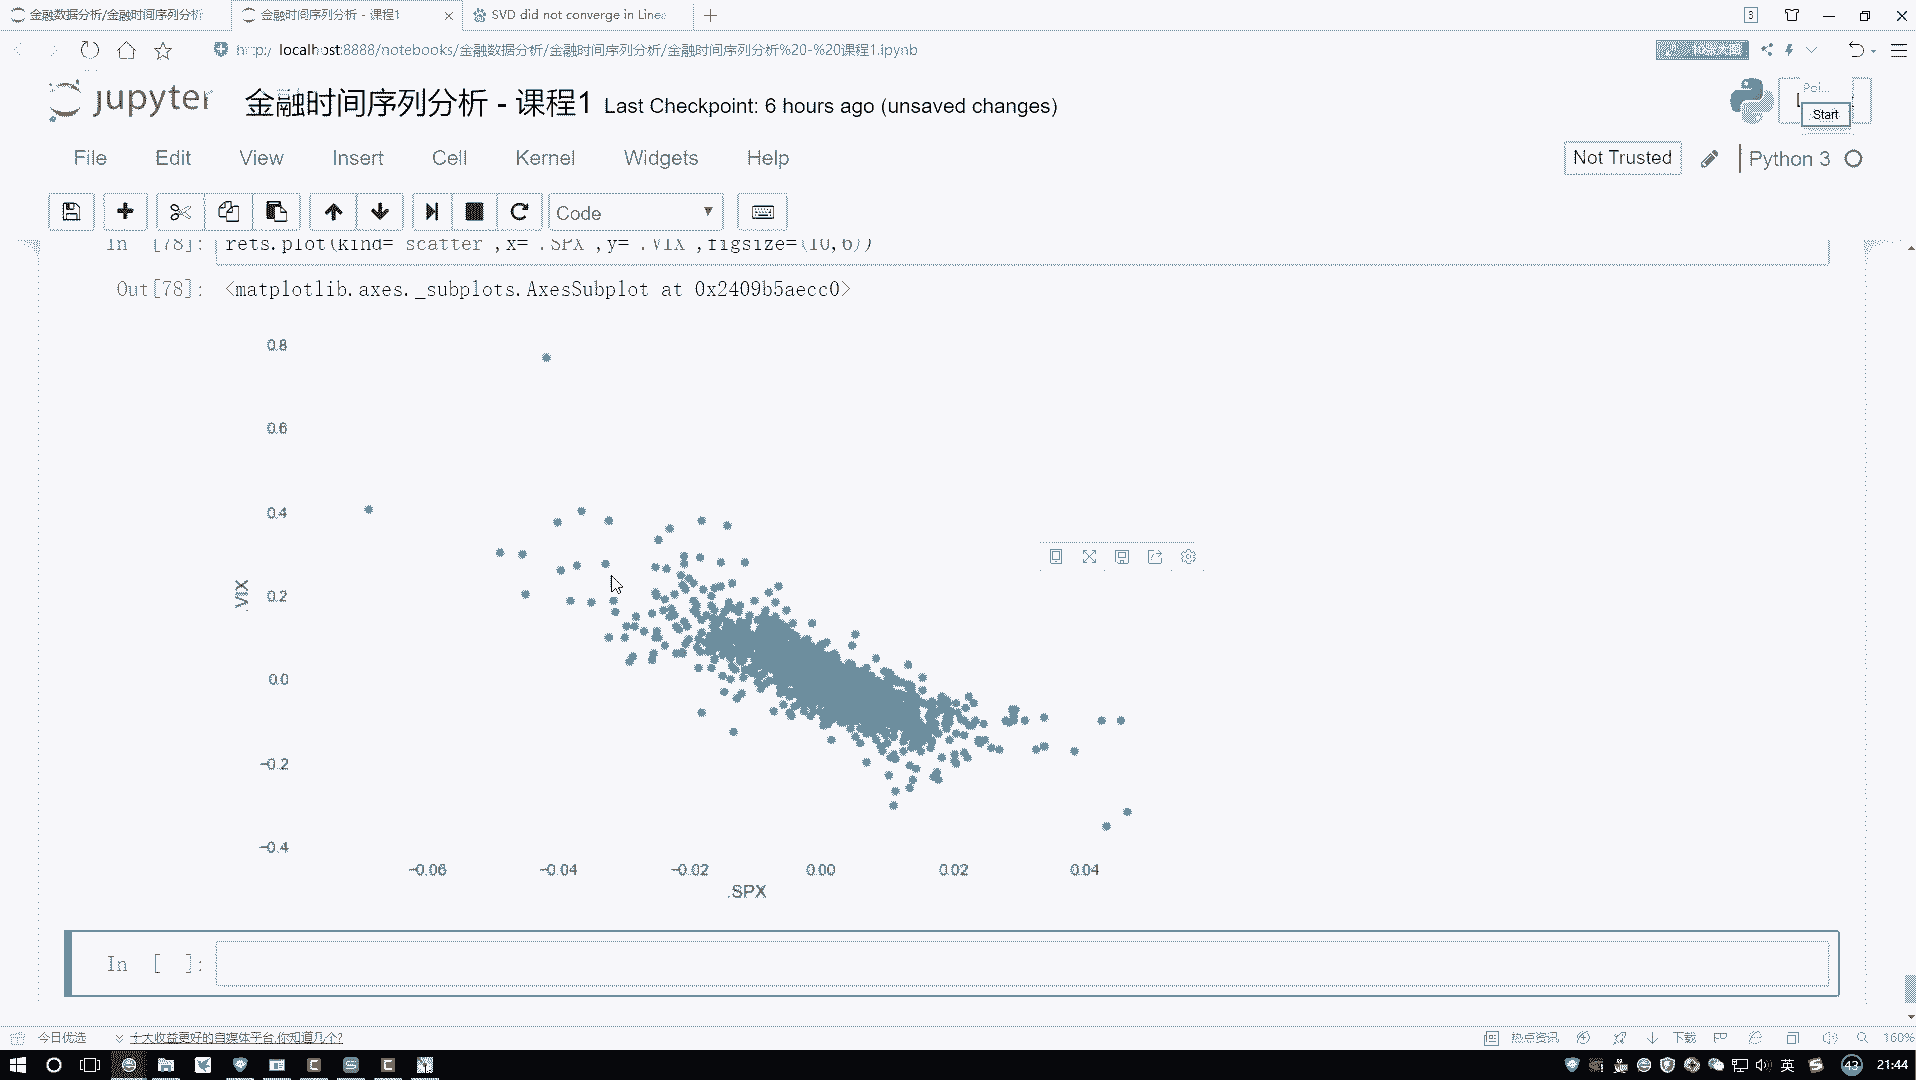 金融数据分析/金融时间序列分析
金融时间序列分析 - 课程1
SVD did not converge in Line
http:// localhost:8888/notebooks/金融数据分析/金融时间序列分析/金融时间序列分析%20-%20课程1.ipynb
jupyter 金融时间序列分析 - 课程1 Last Checkpoint: 6 hours ago (unsaved changes)
Poi...
Start
File Edit View Insert Cell Kernel Widgets Help
Not Trusted Python 3
Code
In [78]: rets.plot(kind='scatter',x='.SPX',y='.VIX',figsize=(10,6))
Out[78]: <matplotlib.axes._subplots.AxesSubplot at 0x2409b5aecc0>
0.8
0.6
0.4
0.2
0.0
−0.2
−0.4
.VIX
−0.06 −0.04 −0.02 0.00 0.02 0.04
.SPX
In [ ]:
今日优选 十大收益更好的自媒体平台,你知道几个?
热点资讯 下载 160%
英 43 21:44